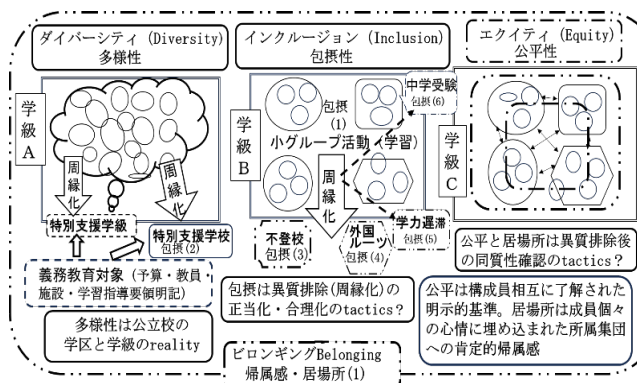 ダイバーシティ (Diversity)
多様性
学級A
周縁化
周縁化
特別支援学級
特別支援学校
包摂(2)
義務教育対象（予算・教員・
施設・学習指導要領明記）
多様性は公立校の
学区と学級のreality
インクルージョン (Inclusion)
包摂性
学級B
包摂
(1)
小グループ活動（学習）
中学受験
包摂(6)
周縁化
不登校
包摂(3)
外国
ルーツ
包摂(4)
学力遅滞
包摂(5)
包摂は異質排除(周縁化)の
正当化・合理化のtactics？
エクイティ (Equity)
公平性
学級C
公平と居場所は異質排除後
の同質性確認のtactics？
公平は構成員相互に了解された
明示的基準。居場所は成員個々
の心情に埋め込まれた所属集団
への肯定的帰属感
ビロンギングBelonging
帰属感・居場所(1)